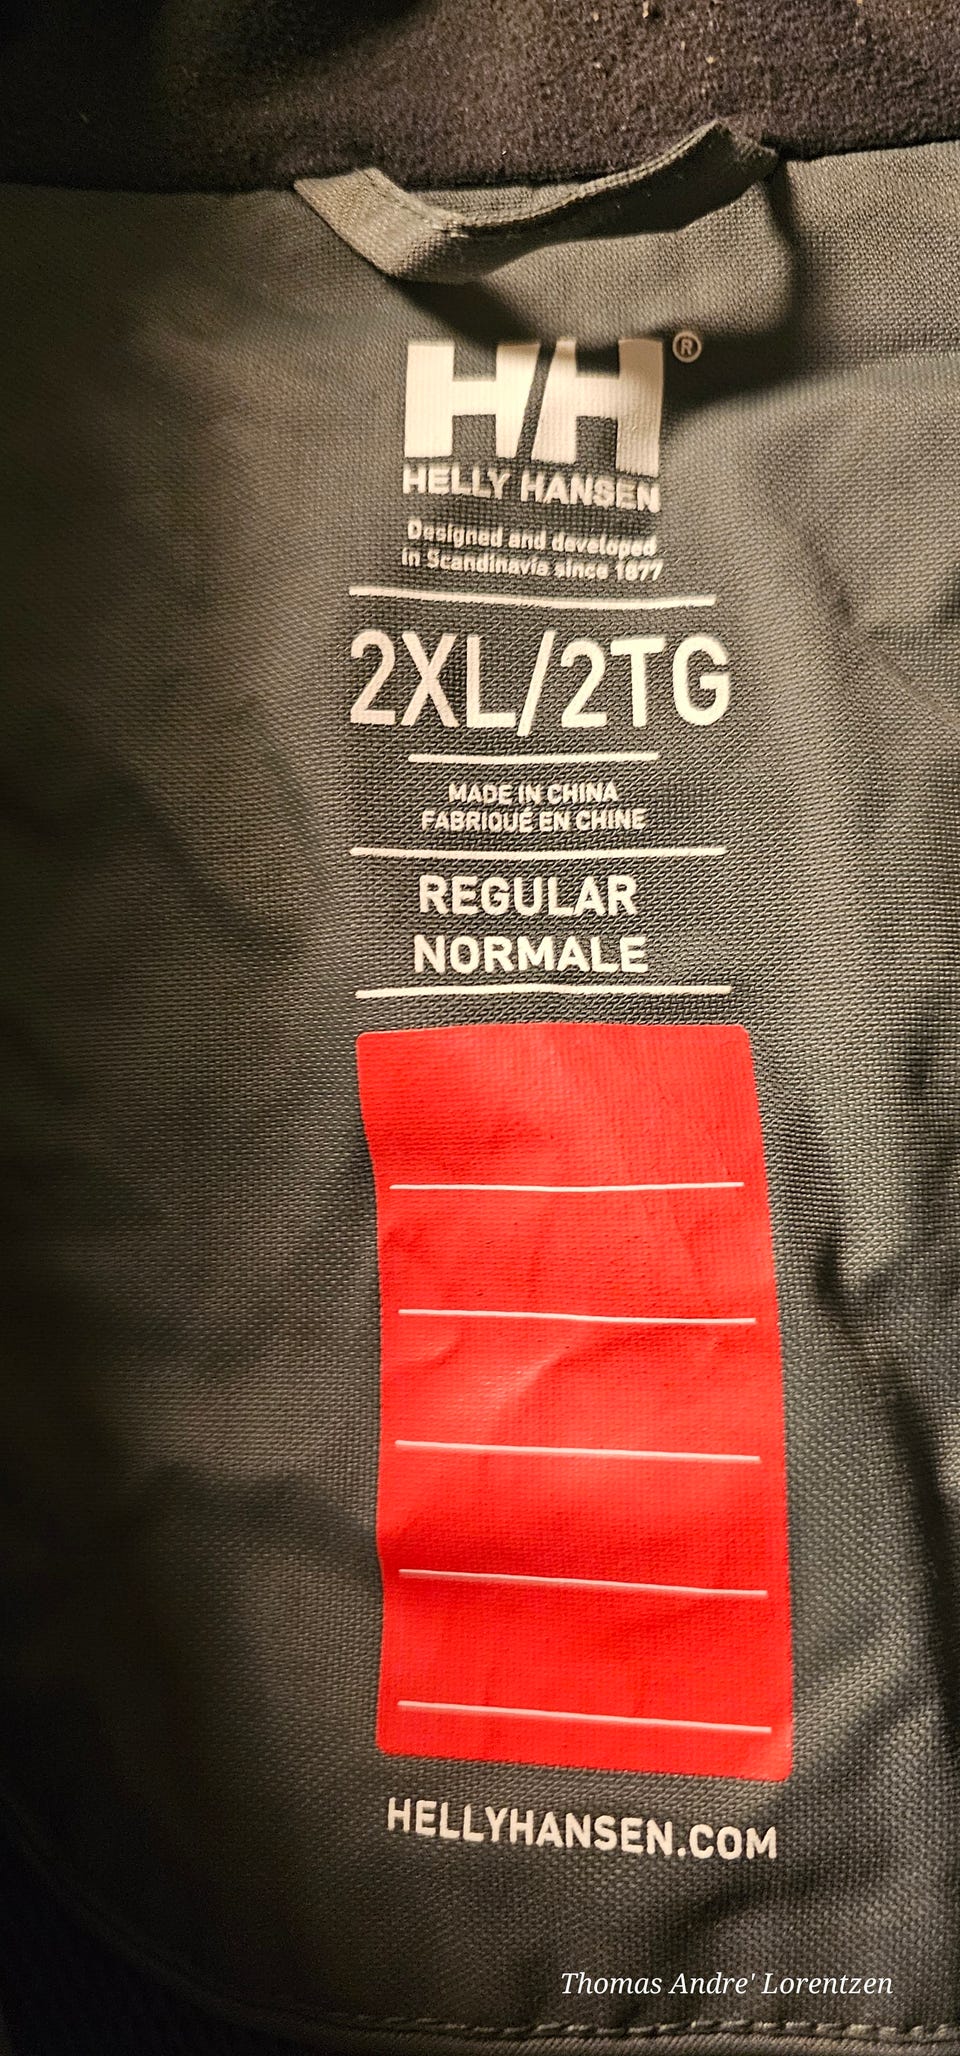 HH®
HELLY HANSEN
Designed and developed
in Scandinavia since 1877
2XL/2TG
MADE IN CHINA
FABRIQUÉ EN CHINE
REGULAR
NORMALE
HELLYHANSEN.COM
Thomas Andre' Lorentzen